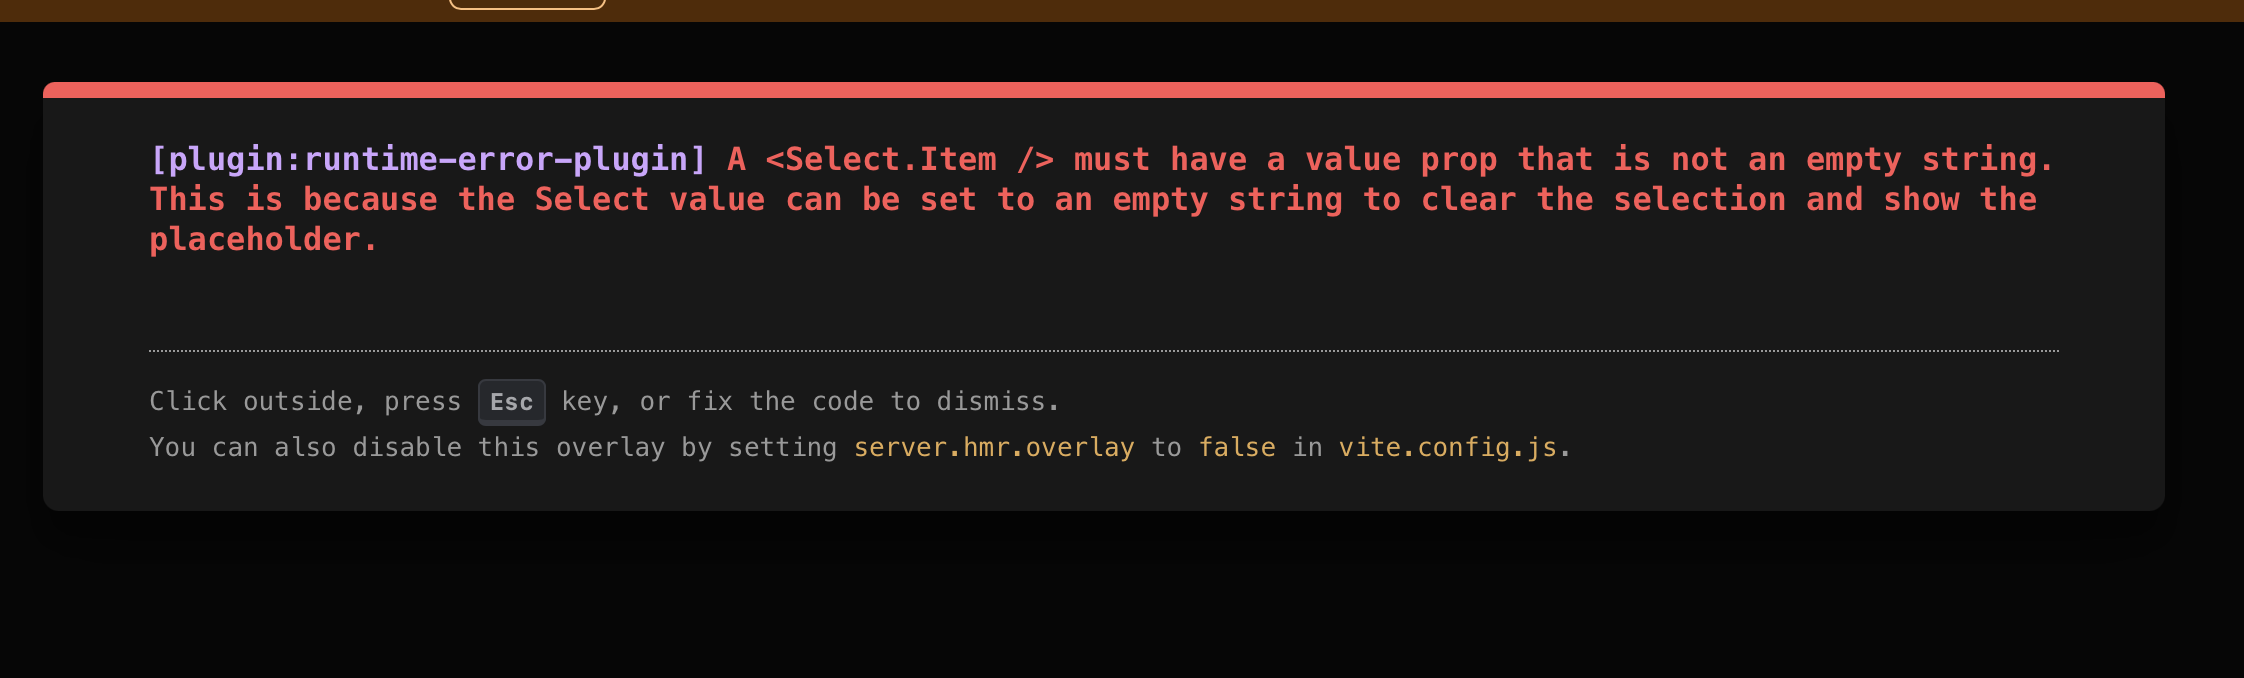 [plugin:runtime-error-plugin] A <Select.Item /> must have a value prop that is not an empty string.
This is because the Select value can be set to an empty string to clear the selection and show the
placeholder.
Click outside, press Esc key, or fix the code to dismiss.
You can also disable this overlay by setting server.hmr.overlay to false in vite.config.js.